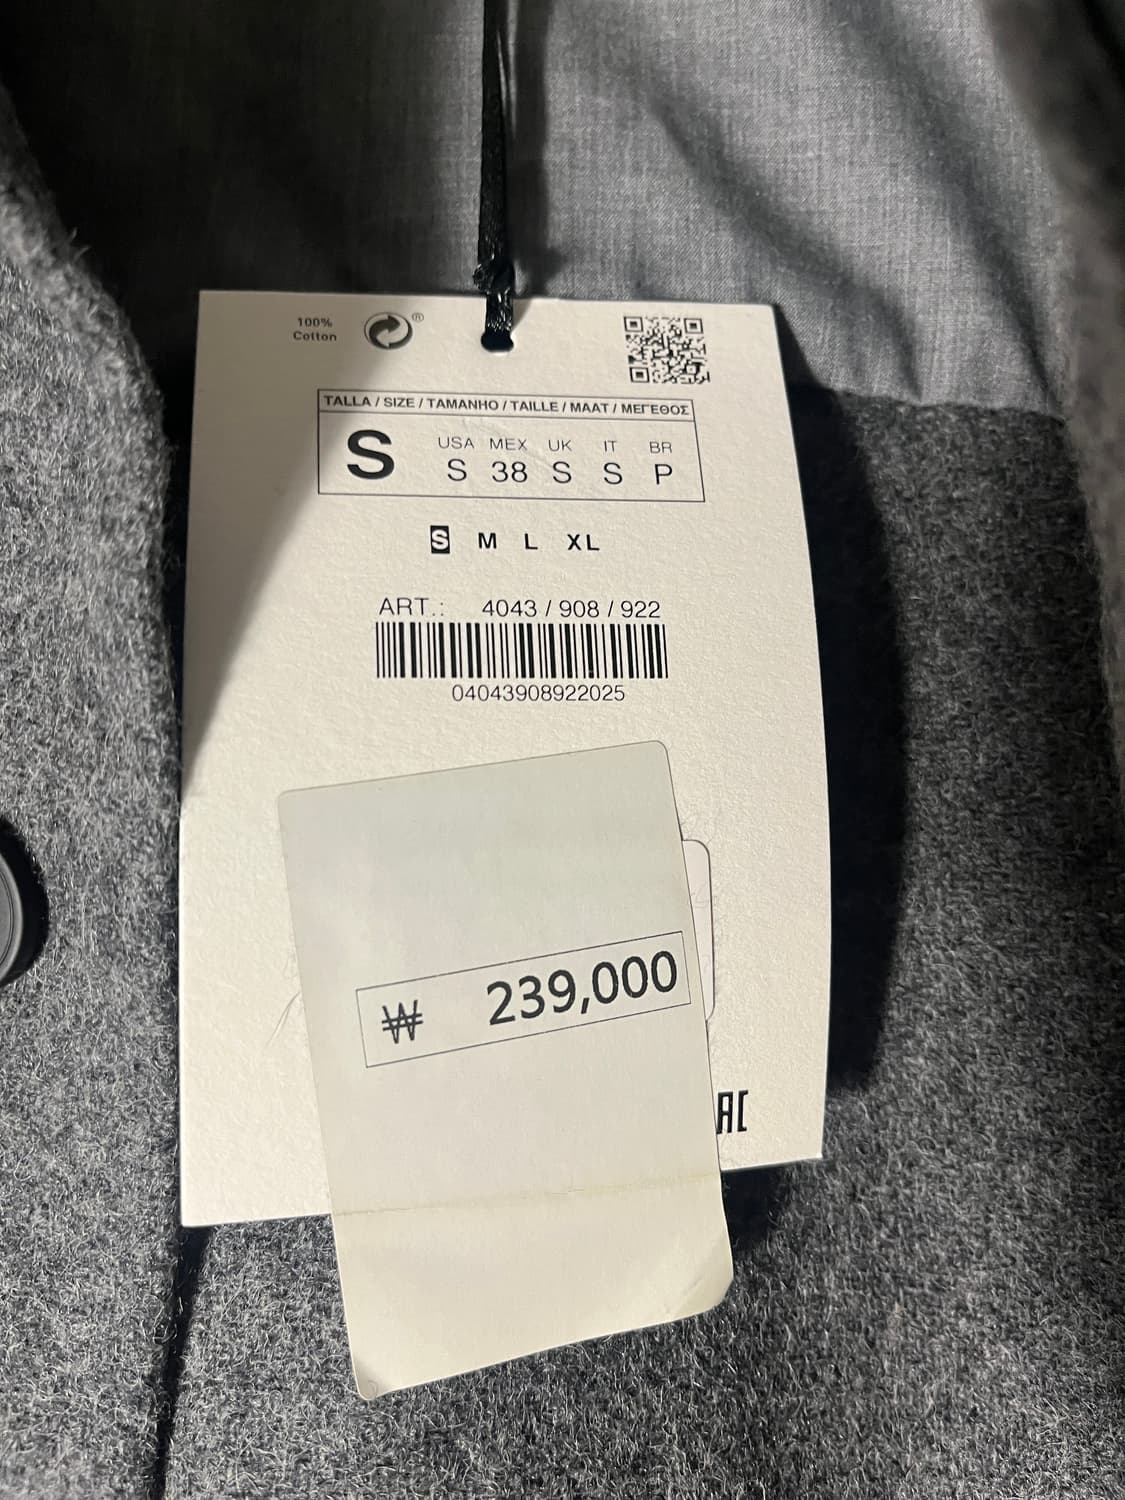 100%
Cotton
®
TALLA / SIZE / TAMANHO / TAILLE / MAAT / ΜΕΓΕΘΟΣ
S
USA MEX UK IT BR
S 38 S S P
S M L XL
ART.: 4043 / 908 / 922
04043908922025
₩ 239,000